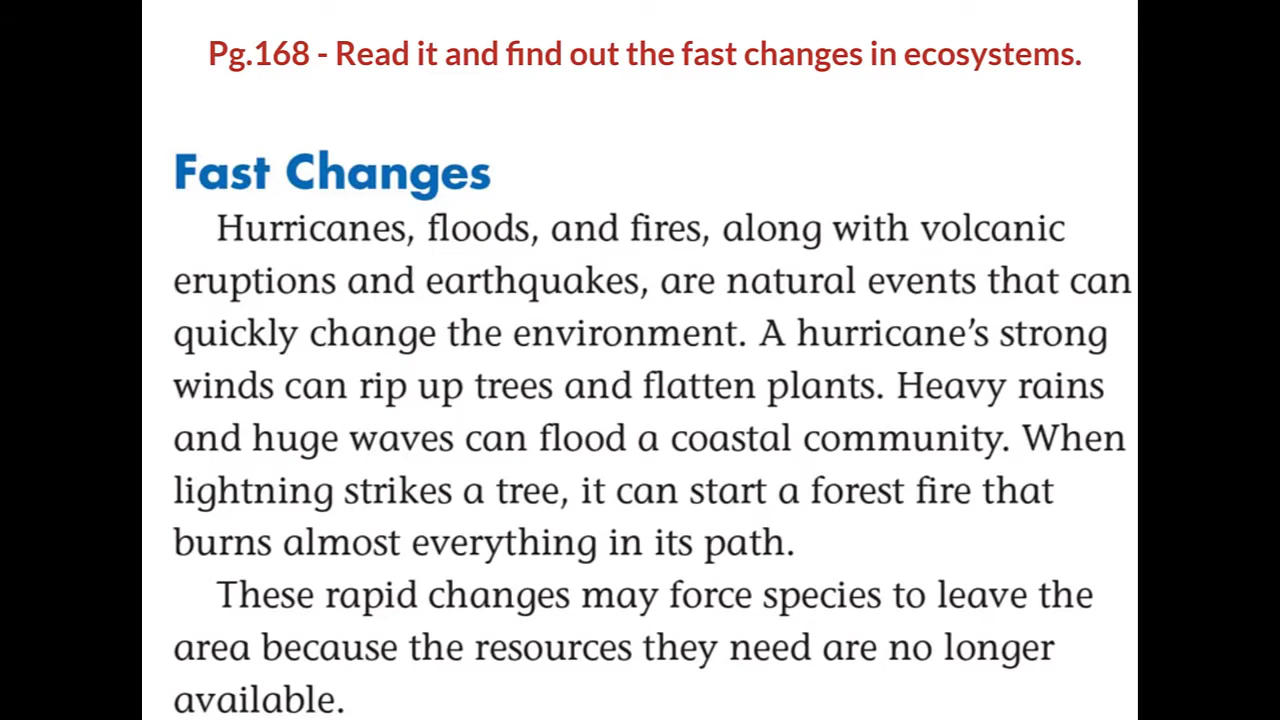 Pg.168 - Read it and find out the fast changes in ecosystems.
Fast Changes
Hurricanes, floods, and fires, along with volcanic
eruptions and earthquakes, are natural events that can
quickly change the environment. A hurricane’s strong
winds can rip up trees and flatten plants. Heavy rains
and huge waves can flood a coastal community. When
lightning strikes a tree, it can start a forest fire that
burns almost everything in its path.
These rapid changes may force species to leave the
area because the resources they need are no longer
available.